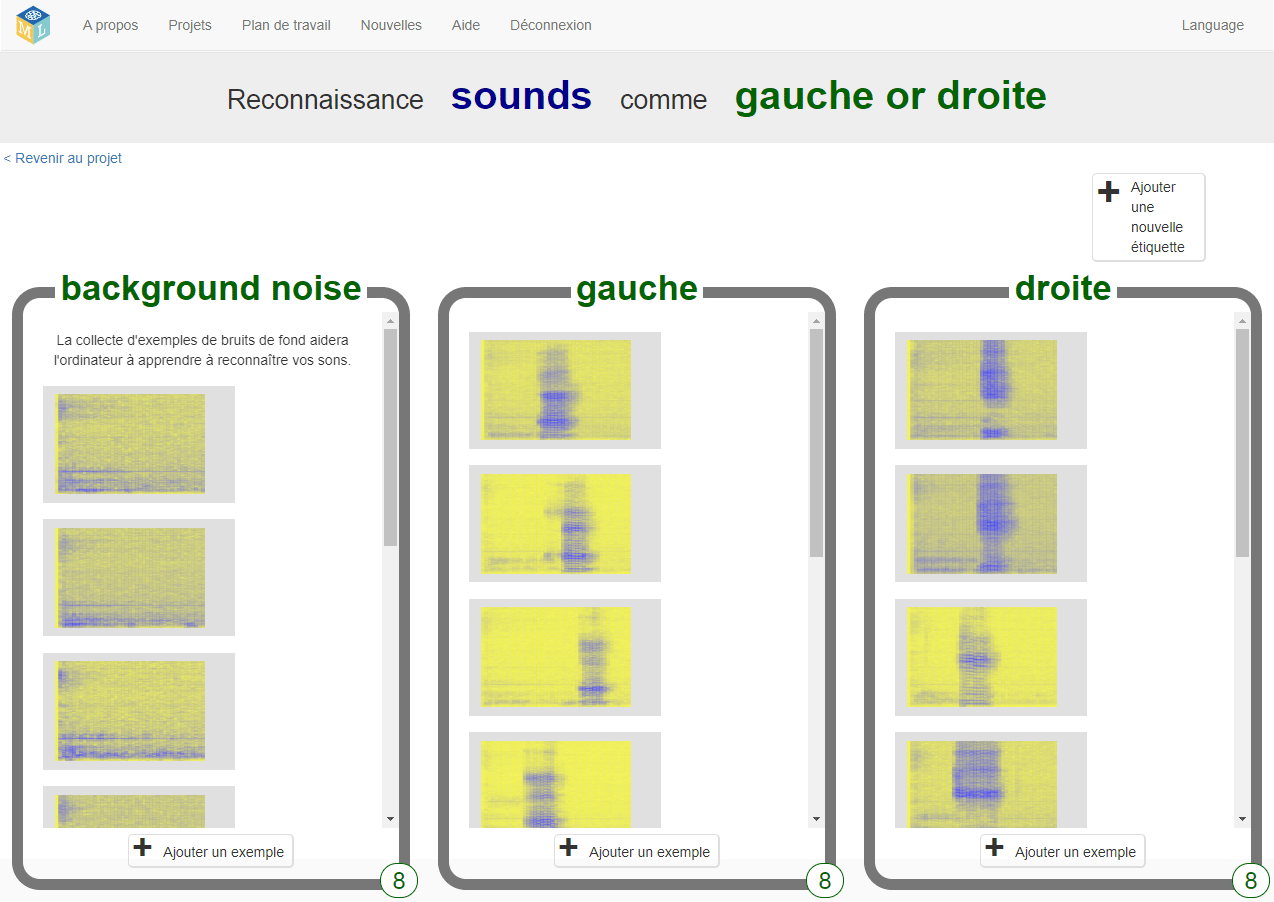 M L
A propos Projets Plan de travail Nouvelles Aide Déconnexion Language
Reconnaissance sounds comme gauche or droite
< Revenir au projet
Ajouter
une
nouvelle
étiquette
background noise
La collecte d'exemples de bruits de fond aidera
l'ordinateur à apprendre à reconnaître vos sons.
Ajouter un exemple
8
gauche
Ajouter un exemple
8
droite
Ajouter un exemple
8